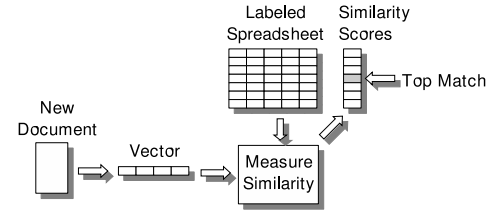 Labeled
Spreadsheet
Similarity
Scores
Top Match
New
Document
Vector
Measure
Similarity